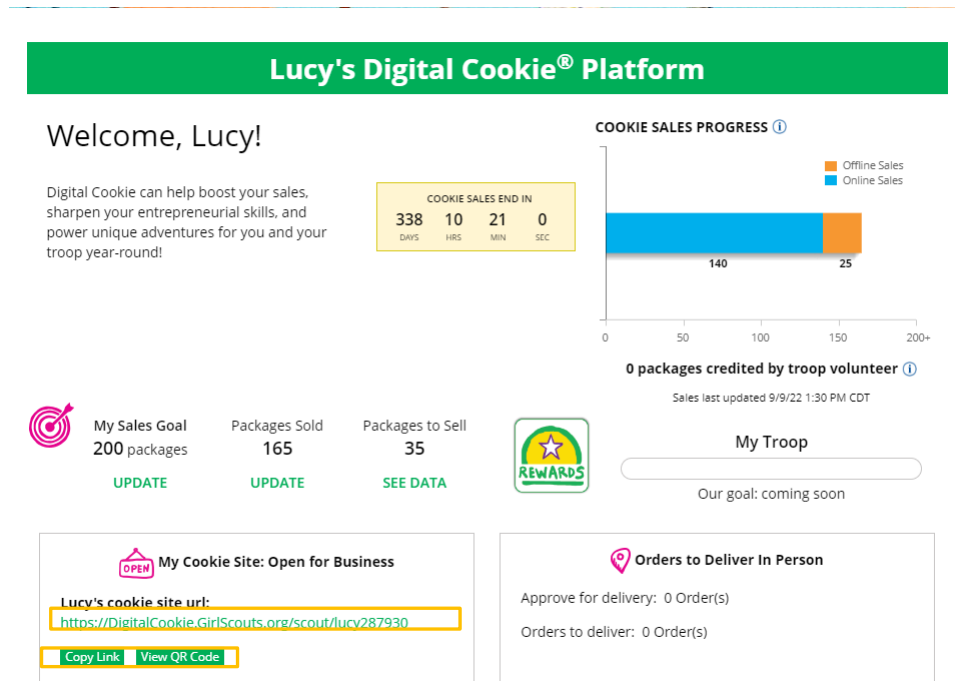 Lucy's Digital Cookie® Platform
Welcome, Lucy!
Digital Cookie can help boost your sales,
sharpen your entrepreneurial skills, and
power unique adventures for you and your
troop year-round!
COOKIE SALES END IN
338 10 21 0
DAYS HRS MIN SEC
COOKIE SALES PROGRESS i
Offline Sales
Online Sales
140 25
0 50 100 150 200+
0 packages credited by troop volunteer i
Sales last updated 9/9/22 1:30 PM CDT
My Sales Goal
200 packages
UPDATE
Packages Sold
165
UPDATE
Packages to Sell
35
SEE DATA
REWARDS
My Troop
Our goal: coming soon
OPEN My Cookie Site: Open for Business
Lucy's cookie site url:
https://DigitalCookie.GirlScouts.org/scout/lucy287930
Copy Link View QR Code
Orders to Deliver In Person
Approve for delivery: 0 Order(s)
Orders to deliver: 0 Order(s)